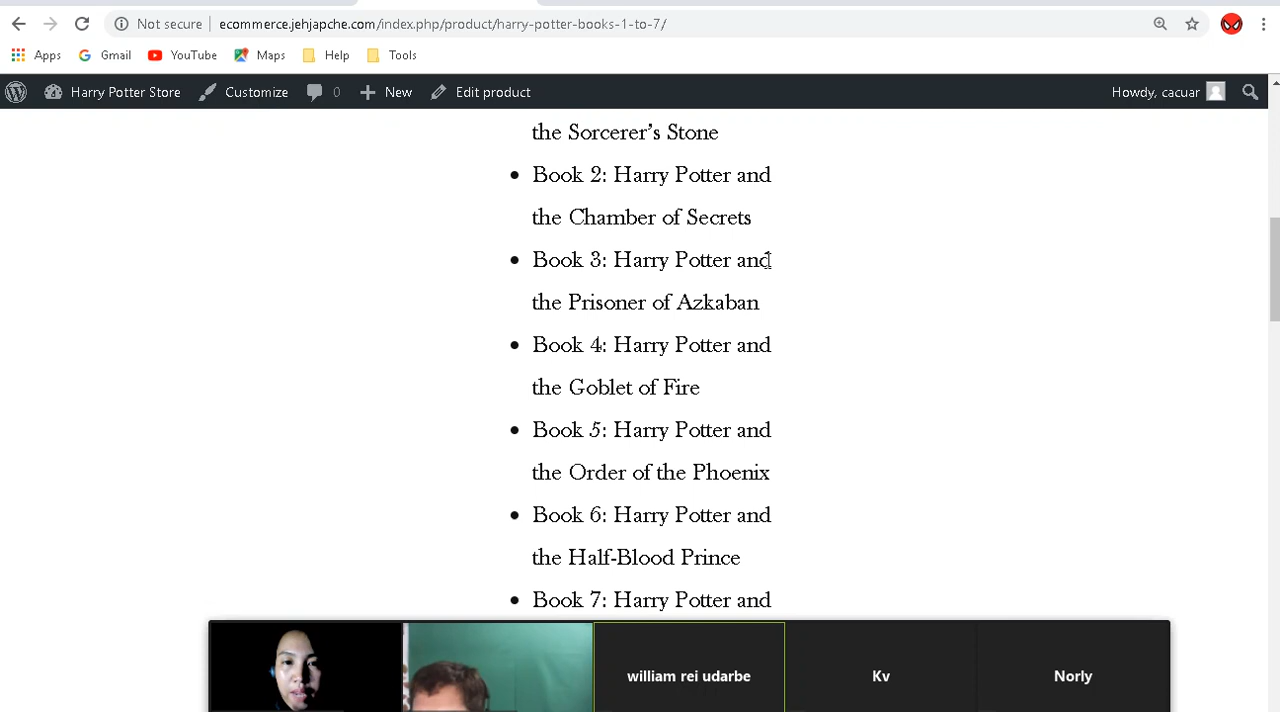 Not secure ecommerce.jehjapche.com/index.php/product/harry-potter-books-1-to-7/
Apps Gmail YouTube Maps Help Tools
Harry Potter Store Customize 0 New Edit product Howdy, cacuar
the Sorcerer’s Stone
Book 2: Harry Potter and
the Chamber of Secrets
Book 3: Harry Potter and
the Prisoner of Azkaban
Book 4: Harry Potter and
the Goblet of Fire
Book 5: Harry Potter and
the Order of the Phoenix
Book 6: Harry Potter and
the Half-Blood Prince
Book 7: Harry Potter and
william rei udarbe Kv Norly